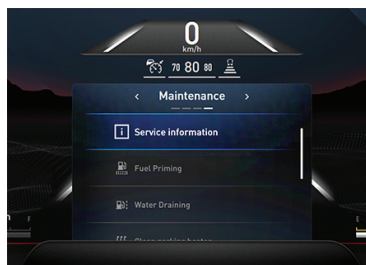 0
km/h
70 80 80
< Maintenance >
i Service information
Fuel Priming
Water Draining
n F E